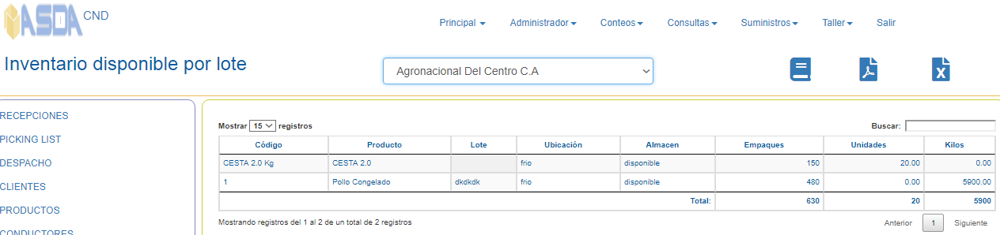 ASDA CND
Principal Administrador Conteos Consultas Suministros Taller Salir
Inventario disponible por lote
Agronacional Del Centro C.A
RECEPCIONES
PICKING LIST
DESPACHO
CLIENTES
PRODUCTOS
CONDUCTORES
Mostrar 15 registros
Buscar:
Código Producto Lote Ubicación Almacen Empaques Unidades Kilos
CESTA 2.0 Kg CESTA 2.0 frio disponible 150 20.00 0.00
1 Pollo Congelado dkdkdk frio disponible 480 0.00 5900.00
Total: 630 20 5900
Mostrando registros del 1 al 2 de un total de 2 registros
Anterior 1 Siguiente